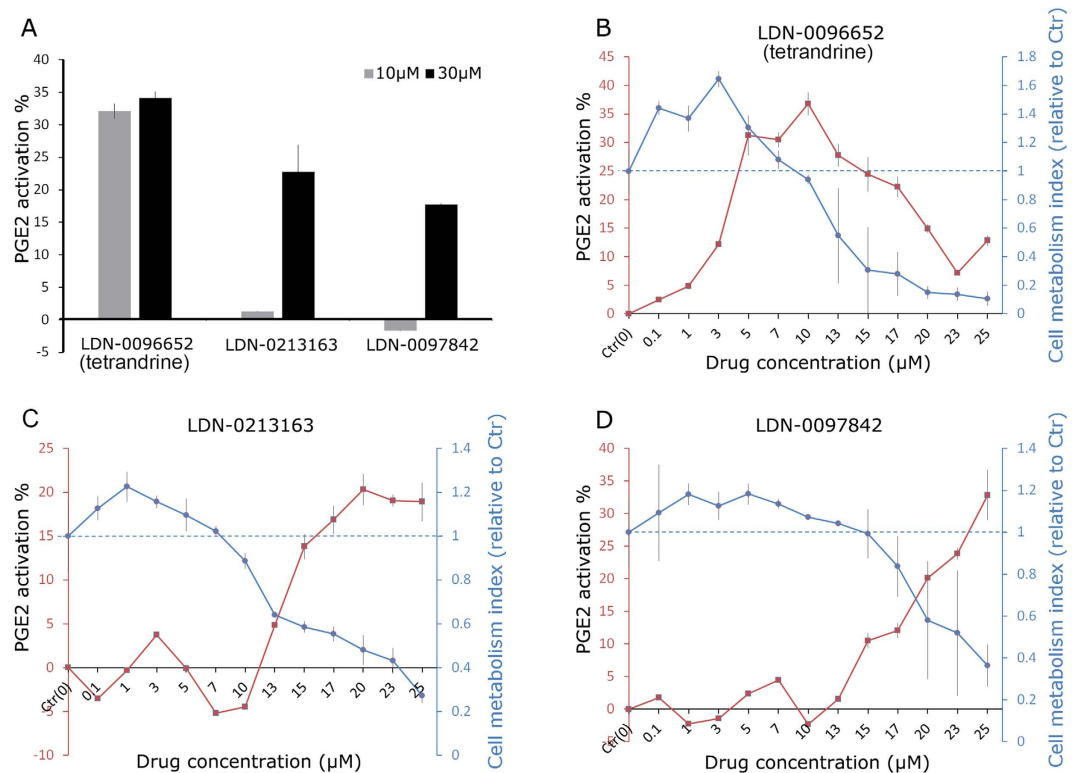 A
PGE2 activation %
40
35
30
25
20
15
10
5
0
-5
10μM 30μM
LDN-0096652
(tetrandrine)
LDN-0213163
LDN-0097842
B
LDN-0096652
(tetrandrine)
PGE2 activation %
45
40
35
30
25
20
15
10
5
0
Cell metabolism index (relative to Ctr)
1.8
1.6
1.4
1.2
1
0.8
0.6
0.4
0.2
0
Ctr(0) 0.1 1 3 5 7 10 13 15 17 20 23 25
Drug concentration (μM)
C
LDN-0213163
PGE2 activation %
25
20
15
10
5
0
-5
-10
Cell metabolism index (relative to Ctr)
1.4
1.2
1
0.8
0.6
0.4
0.2
0
Ctr(0) 0.1 1 3 5 7 10 13 15 17 20 23 25
Drug concentration (μM)
D
LDN-0097842
PGE2 activation %
40
35
30
25
20
15
10
5
0
-5
Cell metabolism index (relative to Ctr)
1.4
1.2
1
0.8
0.6
0.4
0.2
0
Ctr(0) 0.1 1 3 5 7 10 13 15 17 20 23 25
Drug concentration (μM)